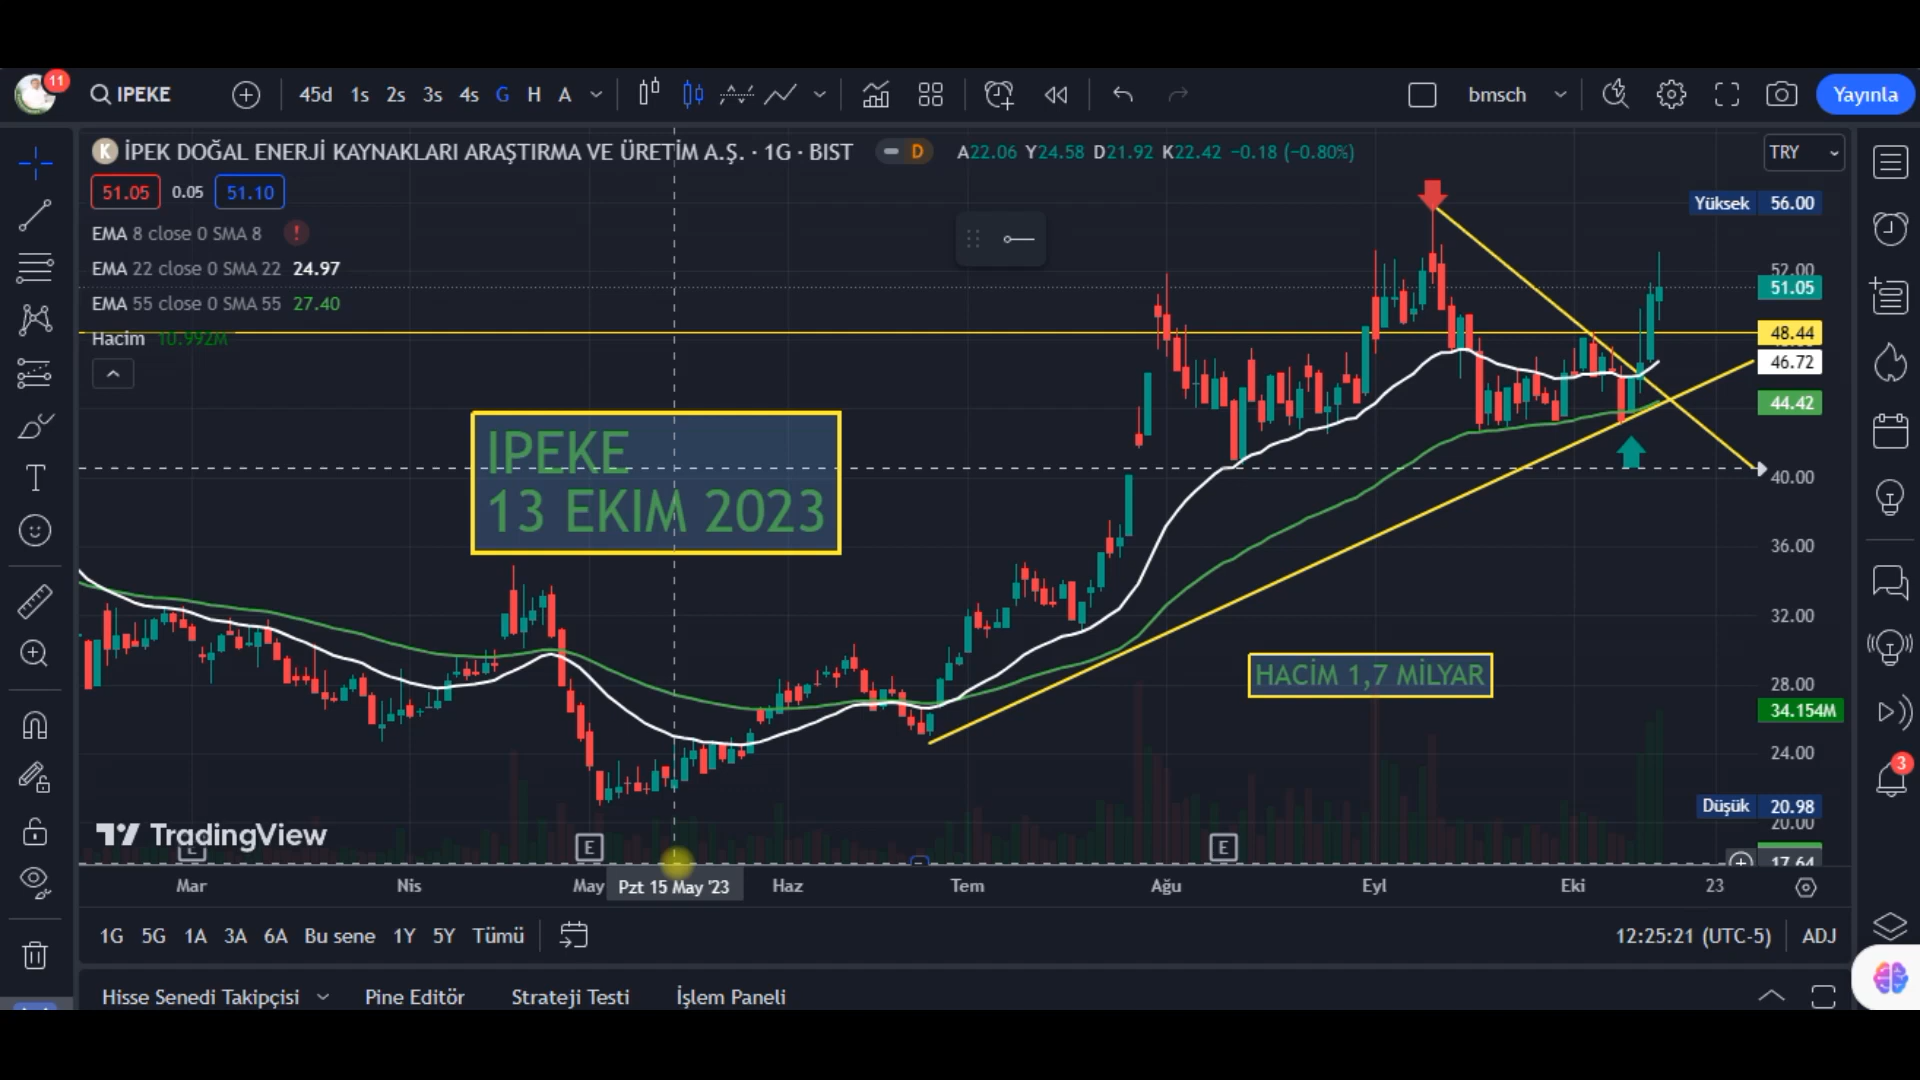 11
IPEKE
45d 1s 2s 3s 4s G H A
bmsch
Yayınla
K İPEK DOĞAL ENERJİ KAYNAKLARI ARAŞTIRMA VE ÜRETİM A.Ş. · 1G · BIST
D
A22.06 Y24.58 D21.92 K22.42 −0.18 (−0.80%)
TRY
51.05 0.05 51.10
EMA 8 close 0 SMA 8 !
EMA 22 close 0 SMA 22 24.97
EMA 55 close 0 SMA 55 27.40
Hacim 10.992M
Yüksek 56.00
52.00
51.05
48.44
46.72
44.42
40.00
36.00
32.00
28.00
34.154M
24.00
Düşük 20.98
20.00
17.64
IPEKE
13 EKIM 2023
HACİM 1,7 MİLYAR
3
TradingView
E
E
E
Mar Nis May Pzt 15 May '23 Haz Tem Ağu Eyl Eki 23
1G 5G 1A 3A 6A Bu sene 1Y 5Y Tümü
12:25:21 (UTC-5) ADJ
Hisse Senedi Takipçisi Pine Editör Strateji Testi İşlem Paneli